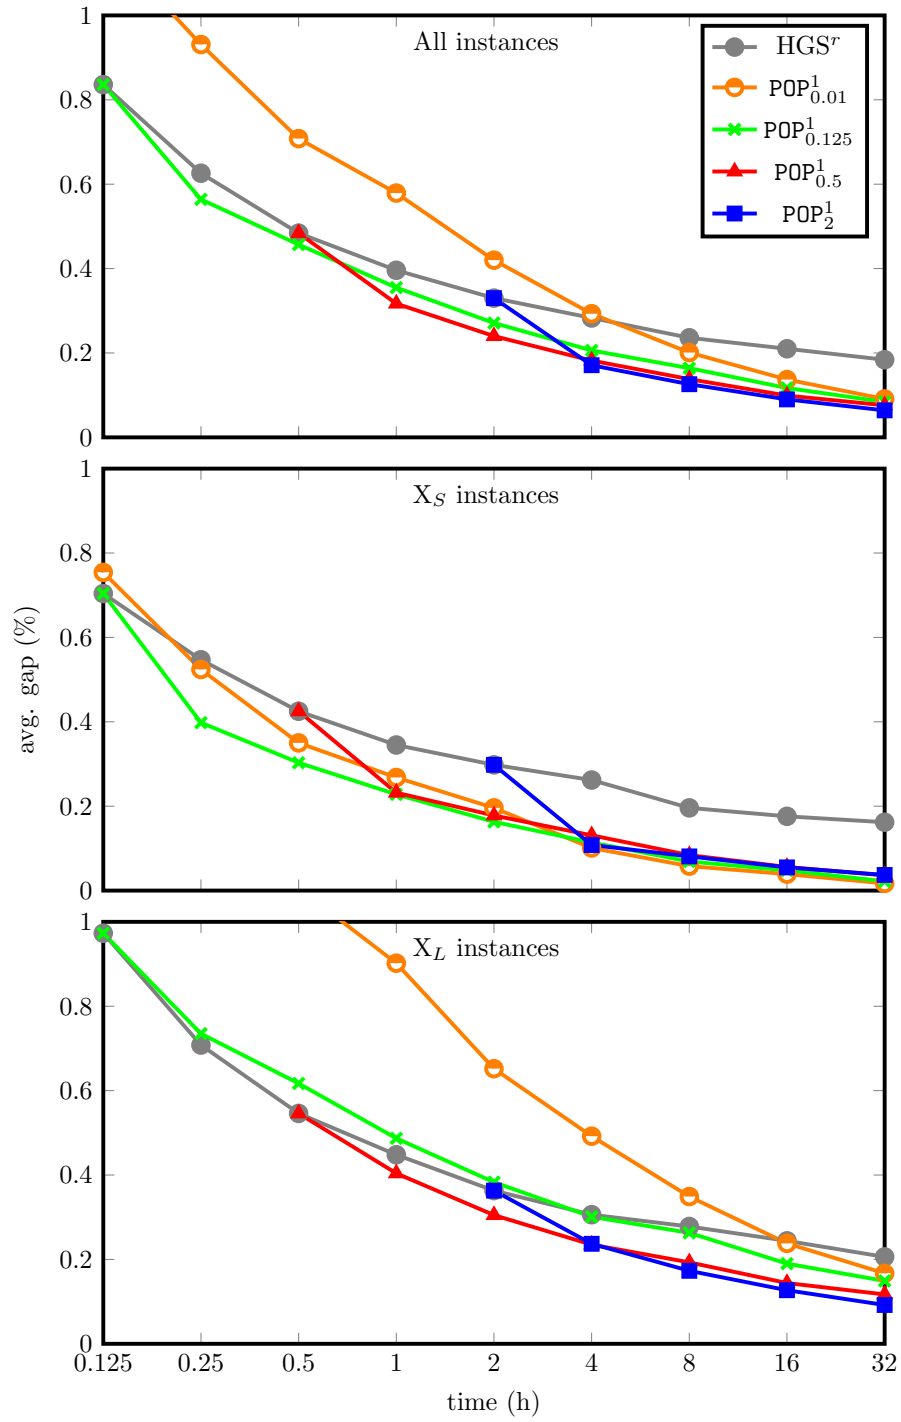 All instances
HGS^r
POP^1_0.01
POP^1_0.125
POP^1_0.5
POP^1_2
1
0.8
0.6
0.4
0.2
0
X_S instances
1
0.8
0.6
0.4
0.2
0
avg. gap (%)
X_L instances
1
0.8
0.6
0.4
0.2
0
0.125 0.25 0.5 1 2 4 8 16 32
time (h)